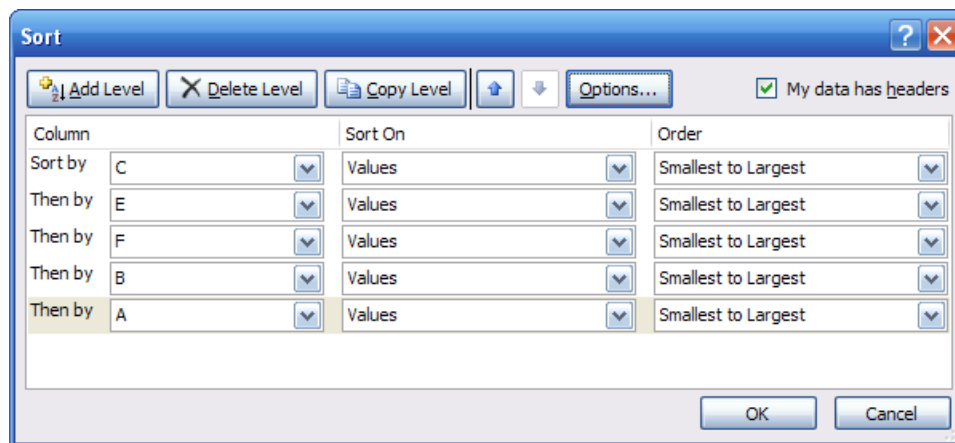 Sort
Add Level Delete Level Copy Level Options... My data has headers
Column Sort On Order
Sort by C Values Smallest to Largest
Then by E Values Smallest to Largest
Then by F Values Smallest to Largest
Then by B Values Smallest to Largest
Then by A Values Smallest to Largest
OK Cancel